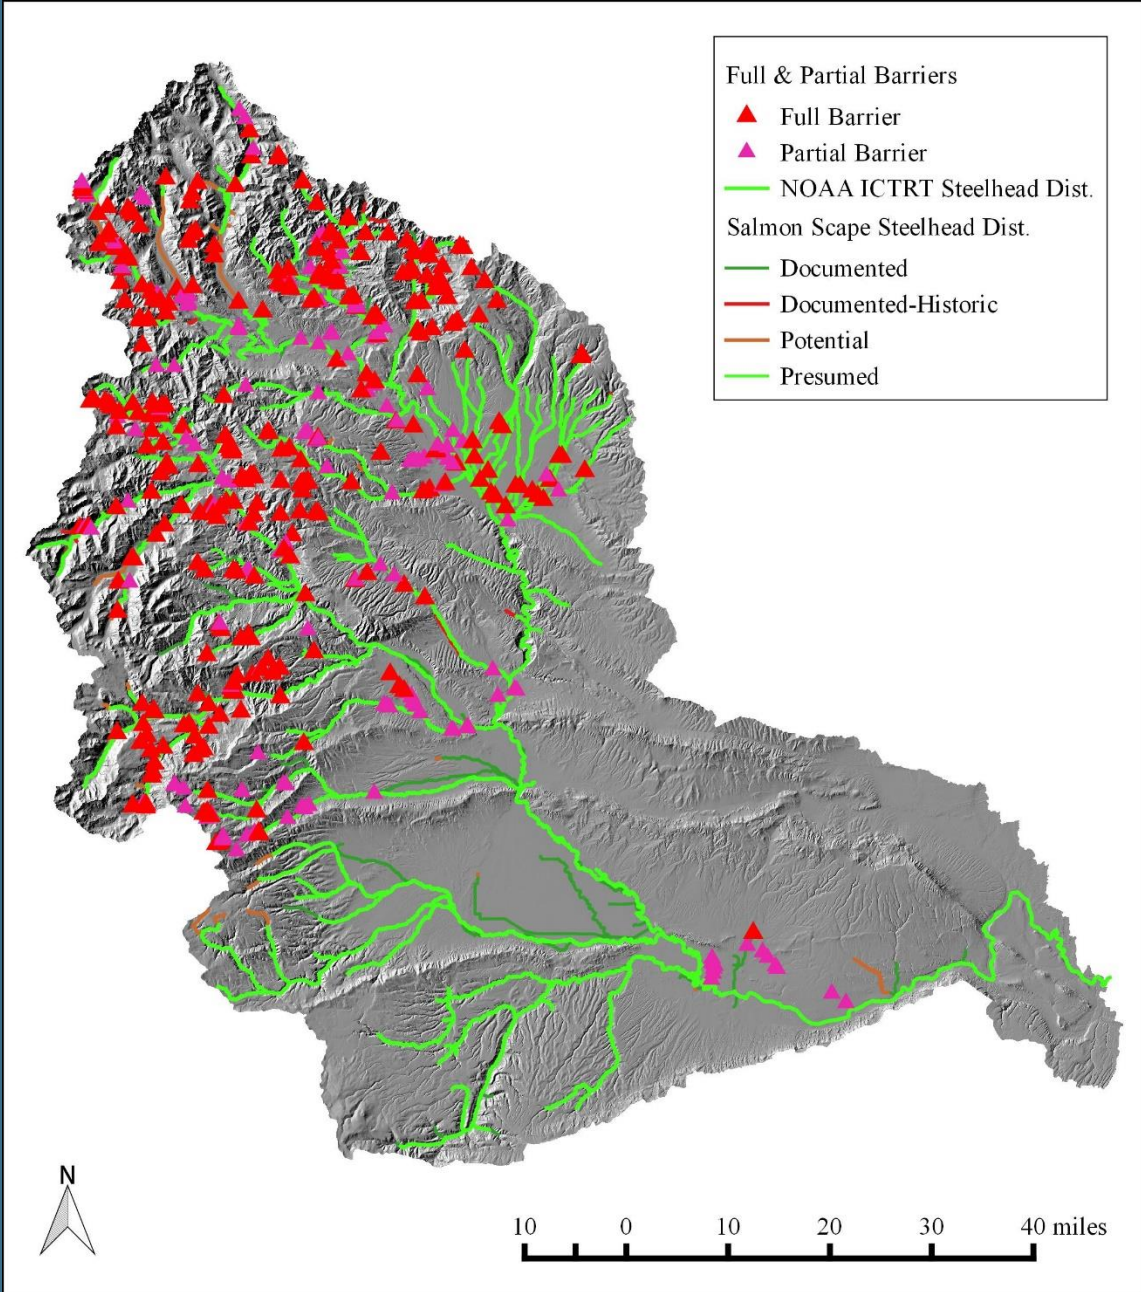 Full & Partial Barriers
Full Barrier
Partial Barrier
NOAA ICTRT Steelhead Dist.
Salmon Scape Steelhead Dist.
Documented
Documented-Historic
Potential
Presumed
N
10 0 10 20 30 40 miles